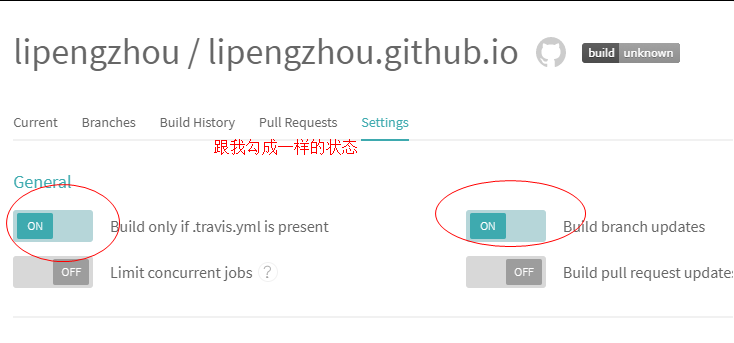 lipengzhou / lipengzhou.github.io build unknown
Current Branches Build History Pull Requests Settings
跟我勾成一样的状态
General
ON Build only if .travis.yml is present ON Build branch updates
OFF Limit concurrent jobs ? OFF Build pull request updates